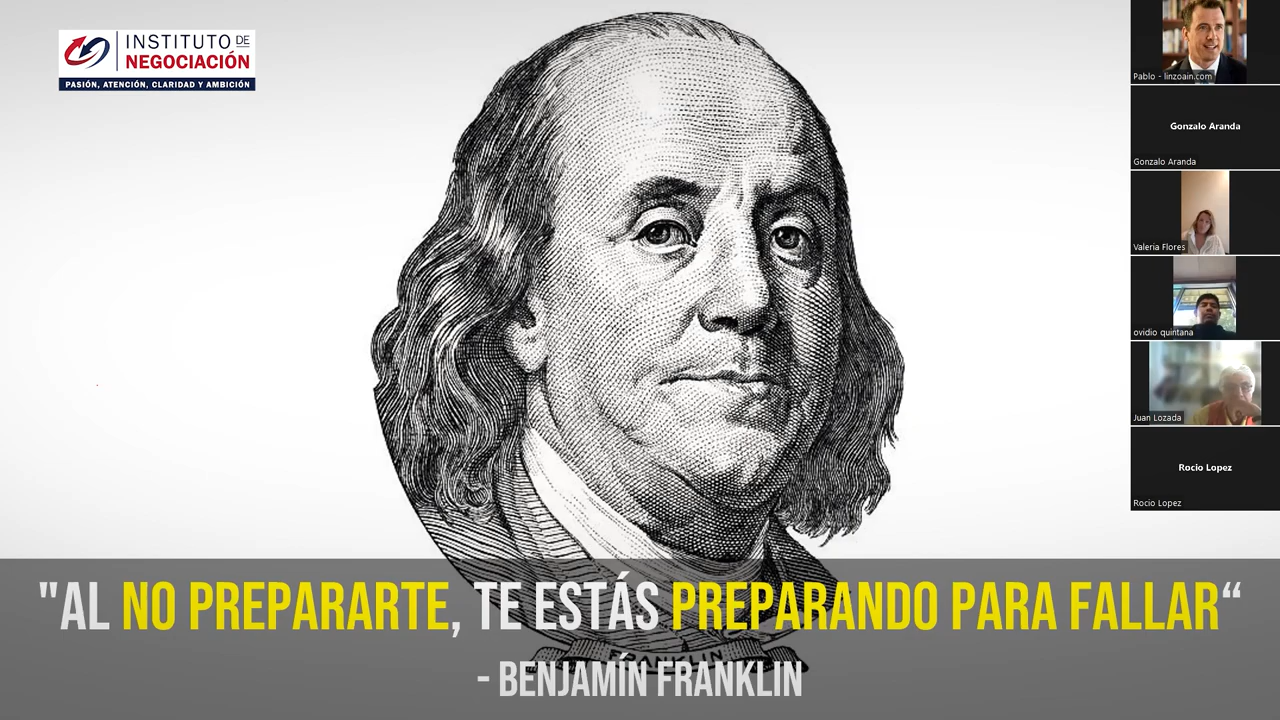 INSTITUTO DE
NEGOCIACIÓN
PASIÓN, ATENCIÓN, CLARIDAD Y AMBICIÓN
Pablo - linzoain.com
Gonzalo Aranda
Gonzalo Aranda
Valeria Flores
ovidio quintana
Juan Lozada
Rocio Lopez
Rocio Lopez
"AL NO PREPARARTE, TE ESTÁS PREPARANDO PARA FALLAR“
FRANKLIN
- BENJAMÍN FRANKLIN